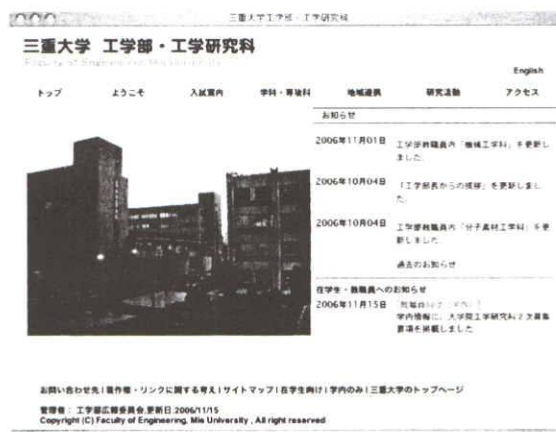 三重大学工学部・工学研究科
三重大学 工学部・工学研究科
Faculty of Engineering Mie University
English
トップ ようこそ 入試案内 学科・専攻科 地域連携 研究活動 アクセス
お知らせ
2006年11月01日 工学部教職員内「機械工学科」を更新し
ました.
2006年10月04日 「工学部長からの挨拶」を更新しまし
た.
2006年10月04日 工学部教職員内「分子素材工学科」を更
新しました.
過去のお知らせ
在学生・教職員へのお知らせ
2006年11月15日
学内情報に、大学院工学研究科2次募集
要項を掲載しました
お問い合わせ先 | 著作権・リンクに関する考え | サイトマップ | 在学生向け | 学内のみ | 三重大学のトップページ
管理者： 工学部広報委員会,更新日:2006/11/15
Copyright (C) Faculty of Engineering, Mie University , All right reserved